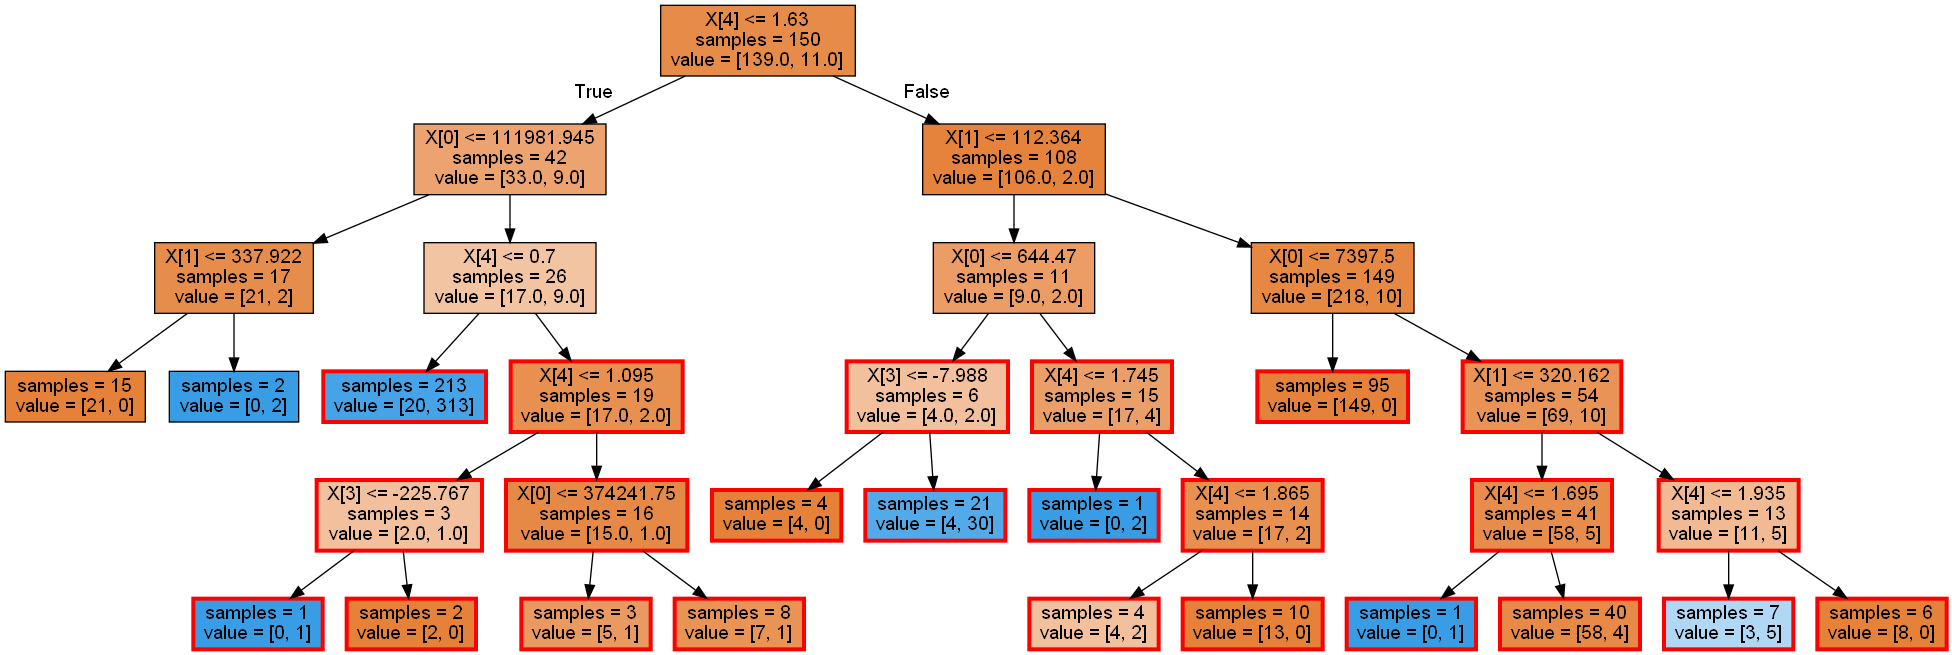 X[4] <= 1.63
samples = 150
value = [139.0, 11.0]
True
False
X[0] <= 111981.945
samples = 42
value = [33.0, 9.0]
X[1] <= 112.364
samples = 108
value = [106.0, 2.0]
X[1] <= 337.922
samples = 17
value = [21, 2]
X[4] <= 0.7
samples = 26
value = [17.0, 9.0]
X[0] <= 644.47
samples = 11
value = [9.0, 2.0]
X[0] <= 7397.5
samples = 149
value = [218, 10]
samples = 15
value = [21, 0]
samples = 2
value = [0, 2]
samples = 213
value = [20, 313]
X[4] <= 1.095
samples = 19
value = [17.0, 2.0]
X[3] <= -7.988
samples = 6
value = [4.0, 2.0]
X[4] <= 1.745
samples = 15
value = [17, 4]
samples = 95
value = [149, 0]
X[1] <= 320.162
samples = 54
value = [69, 10]
X[3] <= -225.767
samples = 3
value = [2.0, 1.0]
X[0] <= 374241.75
samples = 16
value = [15.0, 1.0]
samples = 4
value = [4, 0]
samples = 21
value = [4, 30]
samples = 1
value = [0, 2]
X[4] <= 1.865
samples = 14
value = [17, 2]
X[4] <= 1.695
samples = 41
value = [58, 5]
X[4] <= 1.935
samples = 13
value = [11, 5]
samples = 1
value = [0, 1]
samples = 2
value = [2, 0]
samples = 3
value = [5, 1]
samples = 8
value = [7, 1]
samples = 4
value = [4, 2]
samples = 10
value = [13, 0]
samples = 1
value = [0, 1]
samples = 40
value = [58, 4]
samples = 7
value = [3, 5]
samples = 6
value = [8, 0]